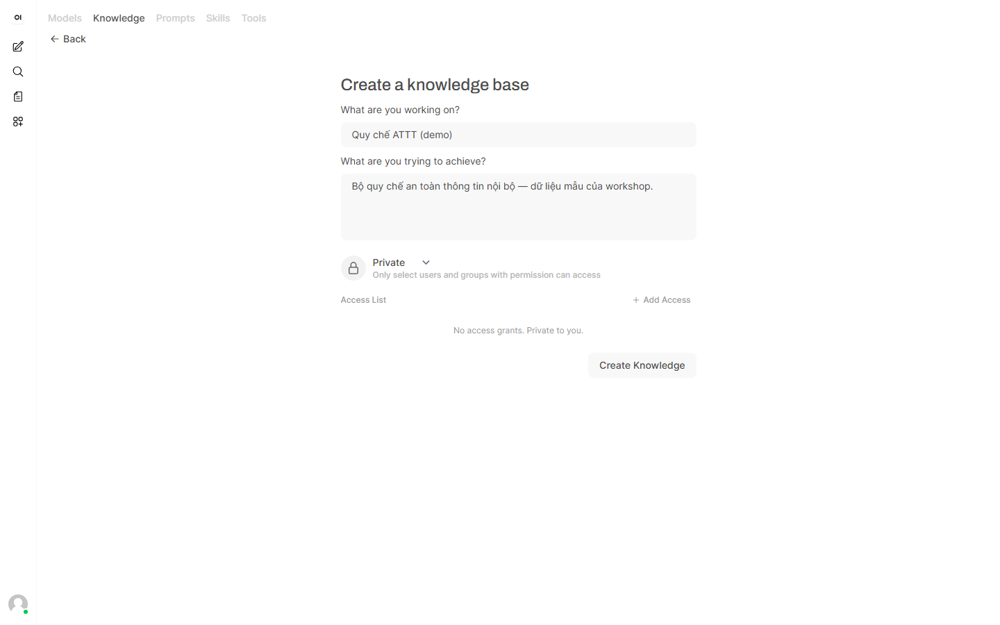 OI
Models Knowledge Prompts Skills Tools
Back
Create a knowledge base
What are you working on?
Quy chế ATTT (demo)
What are you trying to achieve?
Bộ quy chế an toàn thông tin nội bộ — dữ liệu mẫu của workshop.
Private
Only select users and groups with permission can access
Access List
+ Add Access
No access grants. Private to you.
Create Knowledge